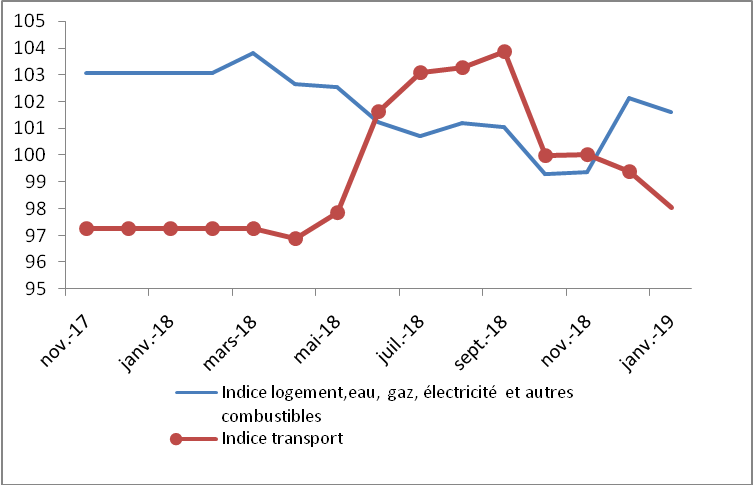 105
104
103
102
101
100
99
98
97
96
95
nov.-17
janv.-18
mars-18
mai-18
juil.-18
sept.-18
nov.-18
janv.-19
Indice logement,eau, gaz, électricité et autres
combustibles
Indice transport